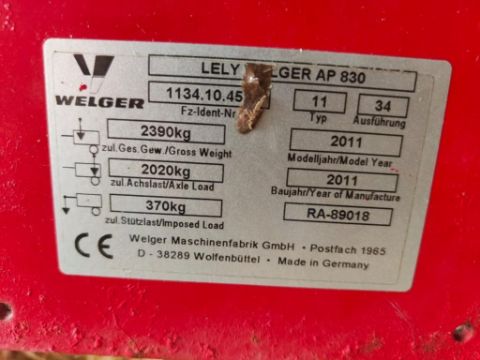 WELGER
LELY AP 830
1134.10.45
Fz-Ident-Nr
11
Typ
34
Ausführung
2390kg
zul.Ges.Gew./Gross Weight
2011
Modelljahr/Model Year
2020kg
zul.Achslast/Axle Load
2011
Baujahr/Year of Manufacture
370kg
zul.Stützlast/Imposed Load
RA-89018
CE
Welger Maschinenfabrik GmbH • Postfach 1965
D - 38289 Wolfenbüttel • Made in Germany